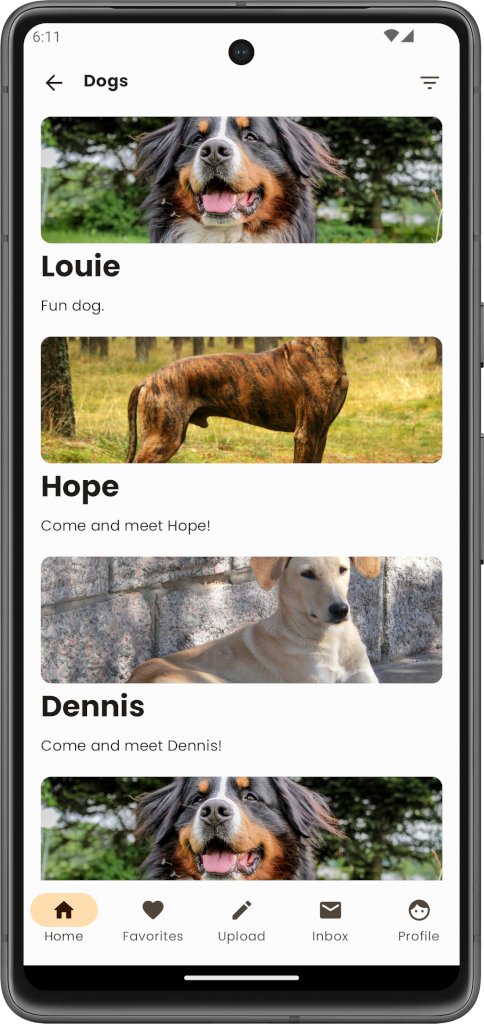 6:11
Dogs
Louie
Fun dog.
Hope
Come and meet Hope!
Dennis
Come and meet Dennis!
Home Favorites Upload Inbox Profile